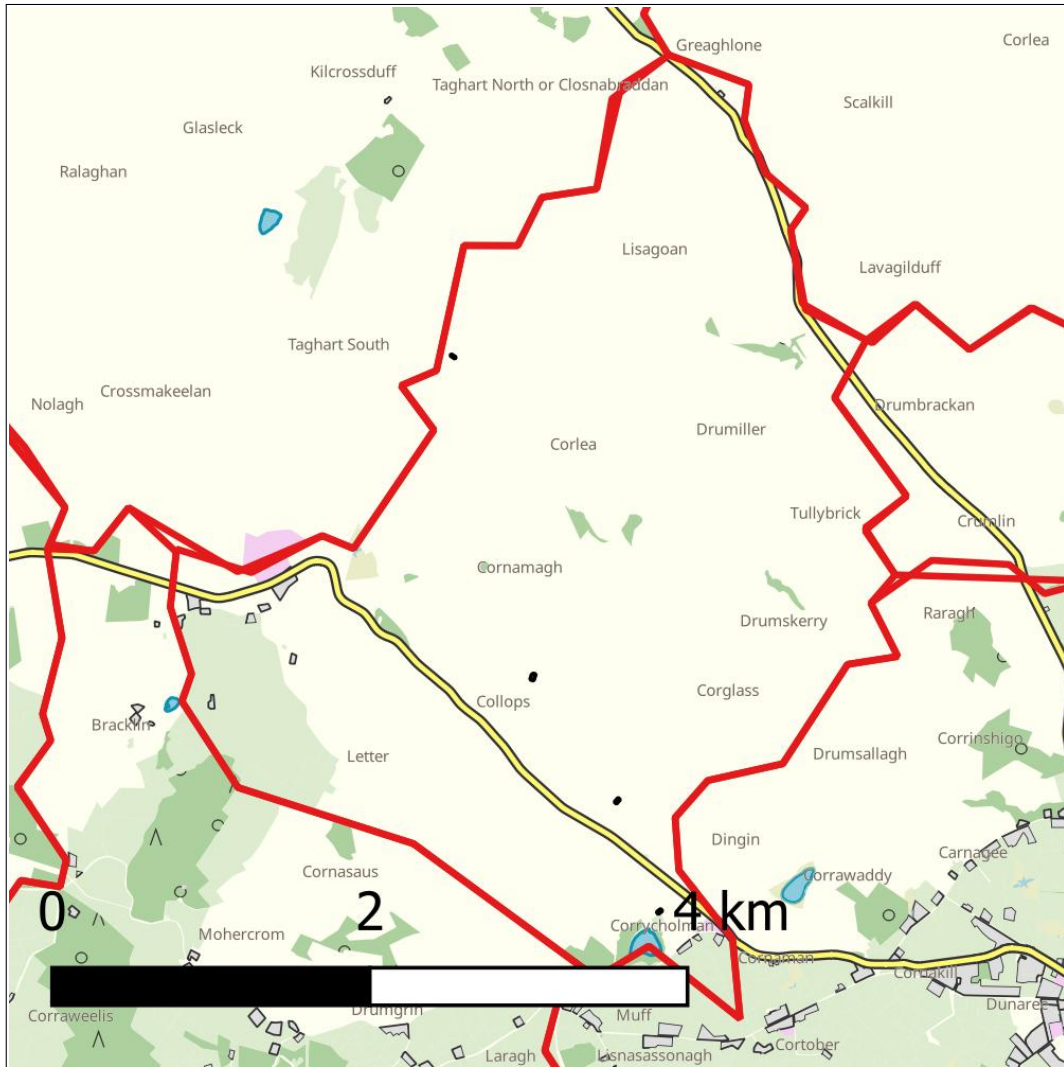 Greaghlone
Corlea
Kilcrossduff
Taghart North or Closnabraddan
Scalkill
Glasleck
Ralaghan
Lisagoan
Lavagilduff
Taghart South
Crossmakeelan
Nolagh
Drumbrackan
Drumiller
Corlea
Tullybrick
Crumlin
Cornamagh
Raragh
Drumskerry
Corglass
Collops
Bracklin
Corrinshigo
Letter
Drumsallagh
Dingin
Carnagee
Cornasaus
Corrawaddy
0 2 4 km
Corrycholman
Mohercrom
Cornaman
Cornakill
Dunaree
Corraweelis
Drumgrin
Muff
Cortober
Laragh
Lisnasassonagh